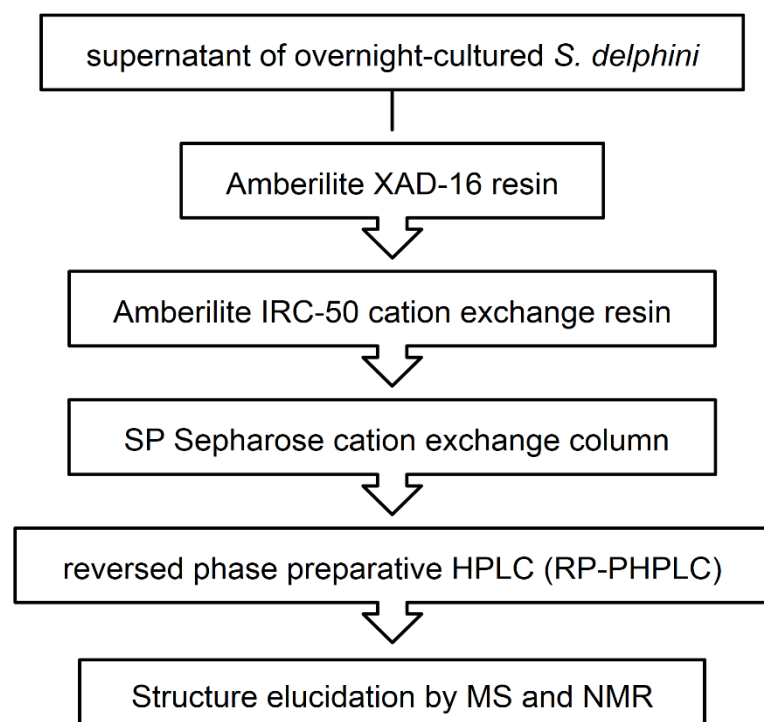 supernatant of overnight-cultured S. delphini
Amberilite XAD-16 resin
Amberilite IRC-50 cation exchange resin
SP Sepharose cation exchange column
reversed phase preparative HPLC (RP-PHPLC)
Structure elucidation by MS and NMR